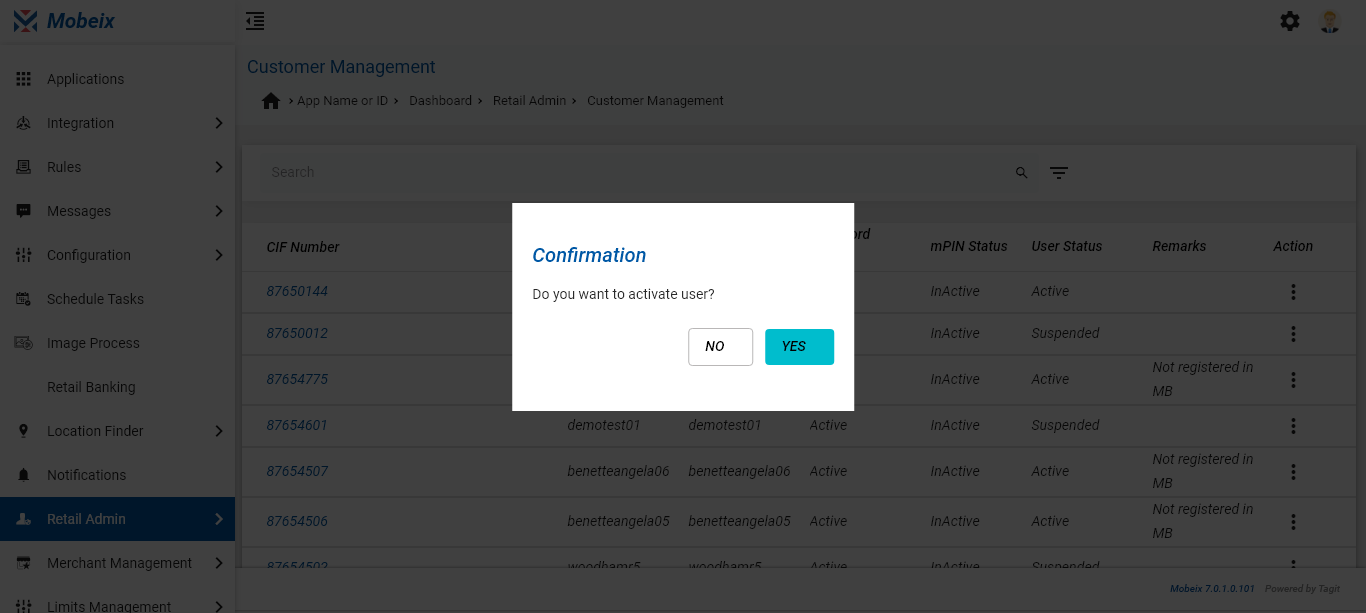 Mobeix
Customer Management
App Name or ID Dashboard Retail Admin Customer Management
Applications
Integration
Rules
Messages
Configuration
Schedule Tasks
Image Process
Retail Banking
Location Finder
Notifications
Retail Admin
Merchant Management
Limits Management
Search
CIF Number mPIN Status User Status Remarks Action
87650144 InActive Active
87650012 InActive Suspended
87654775 InActive Active Not registered in
MB
87654601 demotest01 demotest01 Active InActive Suspended
87654507 benetteangela06 benetteangela06 Active InActive Active Not registered in
MB
87654506 benetteangela05 benetteangela05 Active InActive Active Not registered in
MB
87654502 woodhamr5 woodhamr5 Active InActive Suspended
Confirmation
Do you want to activate user?
NO YES
Mobeix 7.0.1.0.101 Powered by Tagit